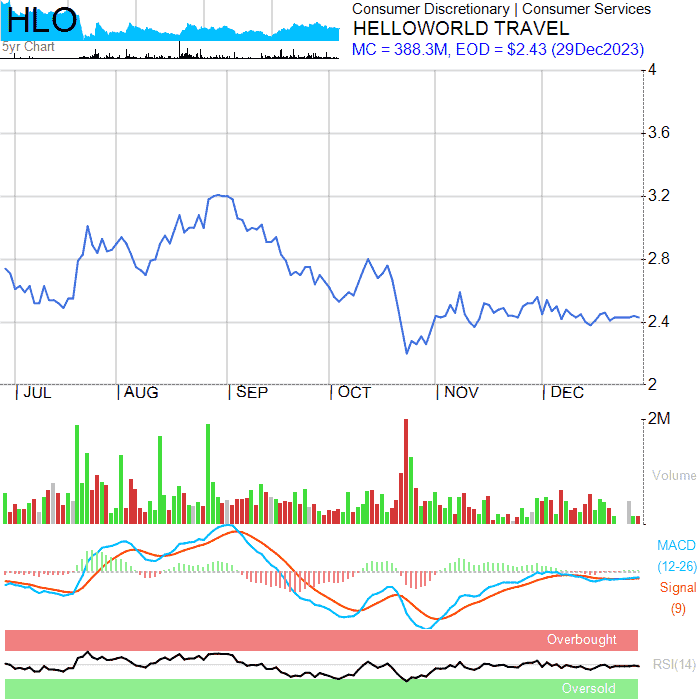 HLO
5yr Chart
Consumer Discretionary | Consumer Services
HELLOWORLD TRAVEL
MC = 388.3M, EOD = $2.43 (29Dec2023)
4
3.6
3.2
2.8
2.4
2
JUL
AUG
SEP
OCT
NOV
DEC
2M
Volume
MACD
(12-26)
Signal
(9)
Overbought
RSI(14)
Oversold